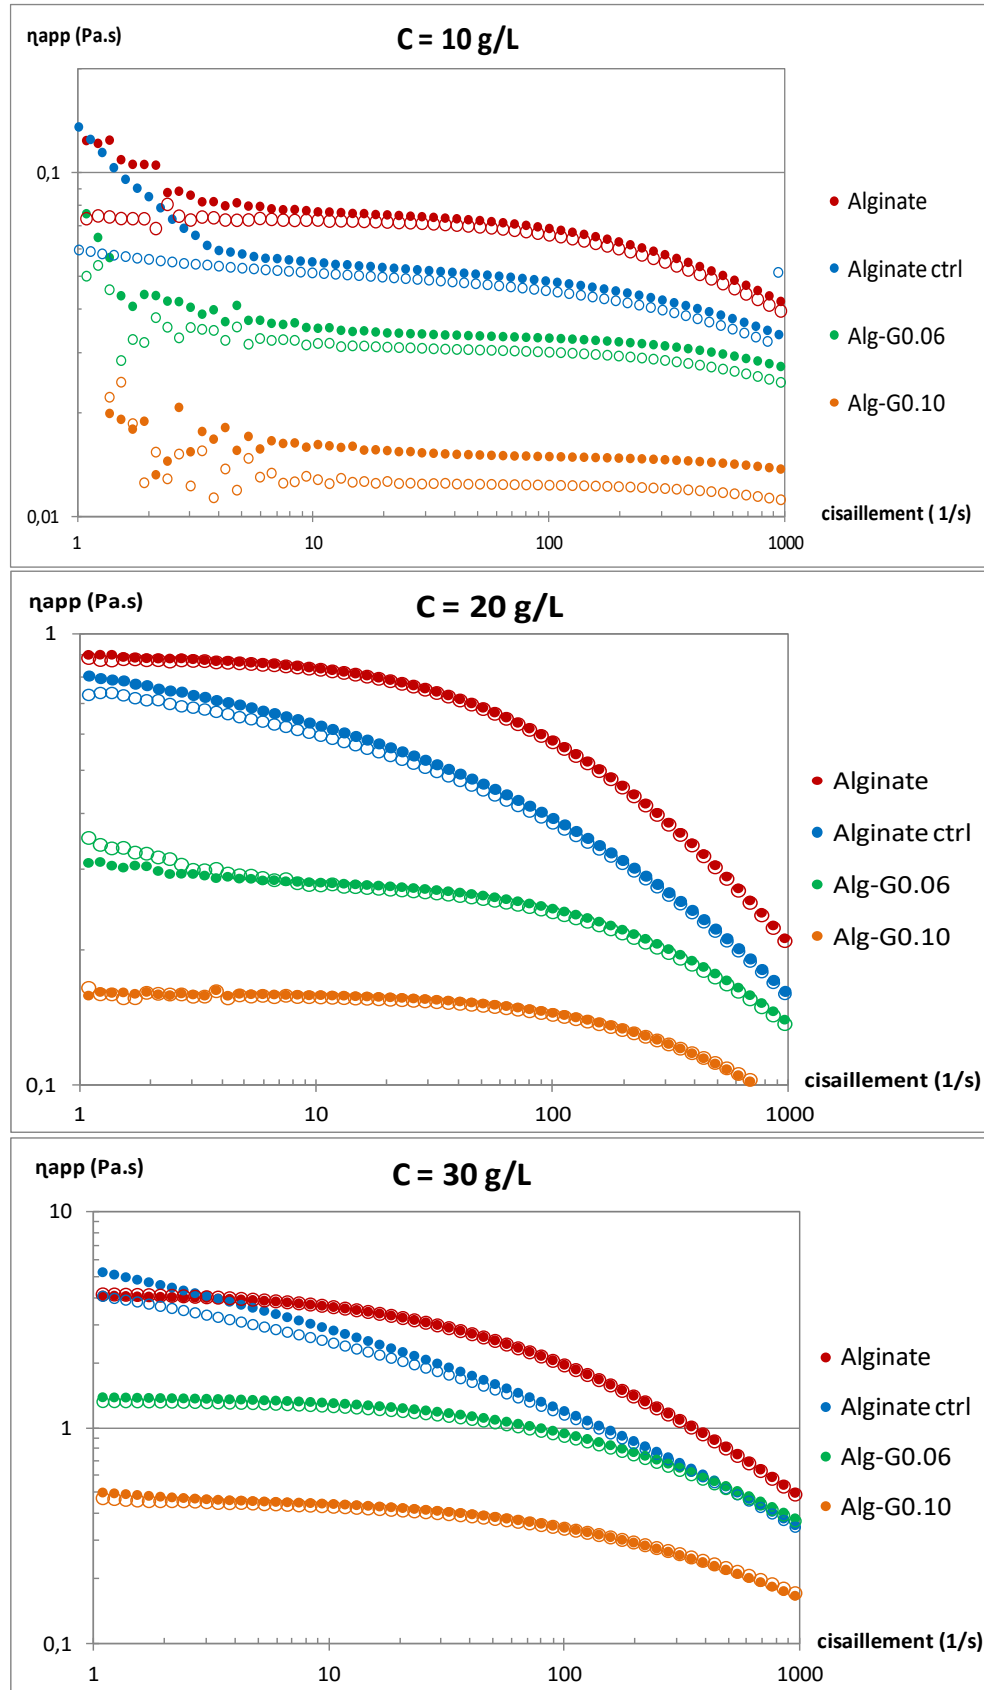 ηapp (Pa.s)
C = 10 g/L
0,1
0,01
1
10
100
1000
cisaillement ( 1/s)
Alginate
Alginate ctrl
Alg-G0.06
Alg-G0.10
ηapp (Pa.s)
C = 20 g/L
1
0,1
1
10
100
1000
cisaillement (1/s)
Alginate
Alginate ctrl
Alg-G0.06
Alg-G0.10
ηapp (Pa.s)
C = 30 g/L
10
1
0,1
1
10
100
1000
cisaillement (1/s)
Alginate
Alginate ctrl
Alg-G0.06
Alg-G0.10